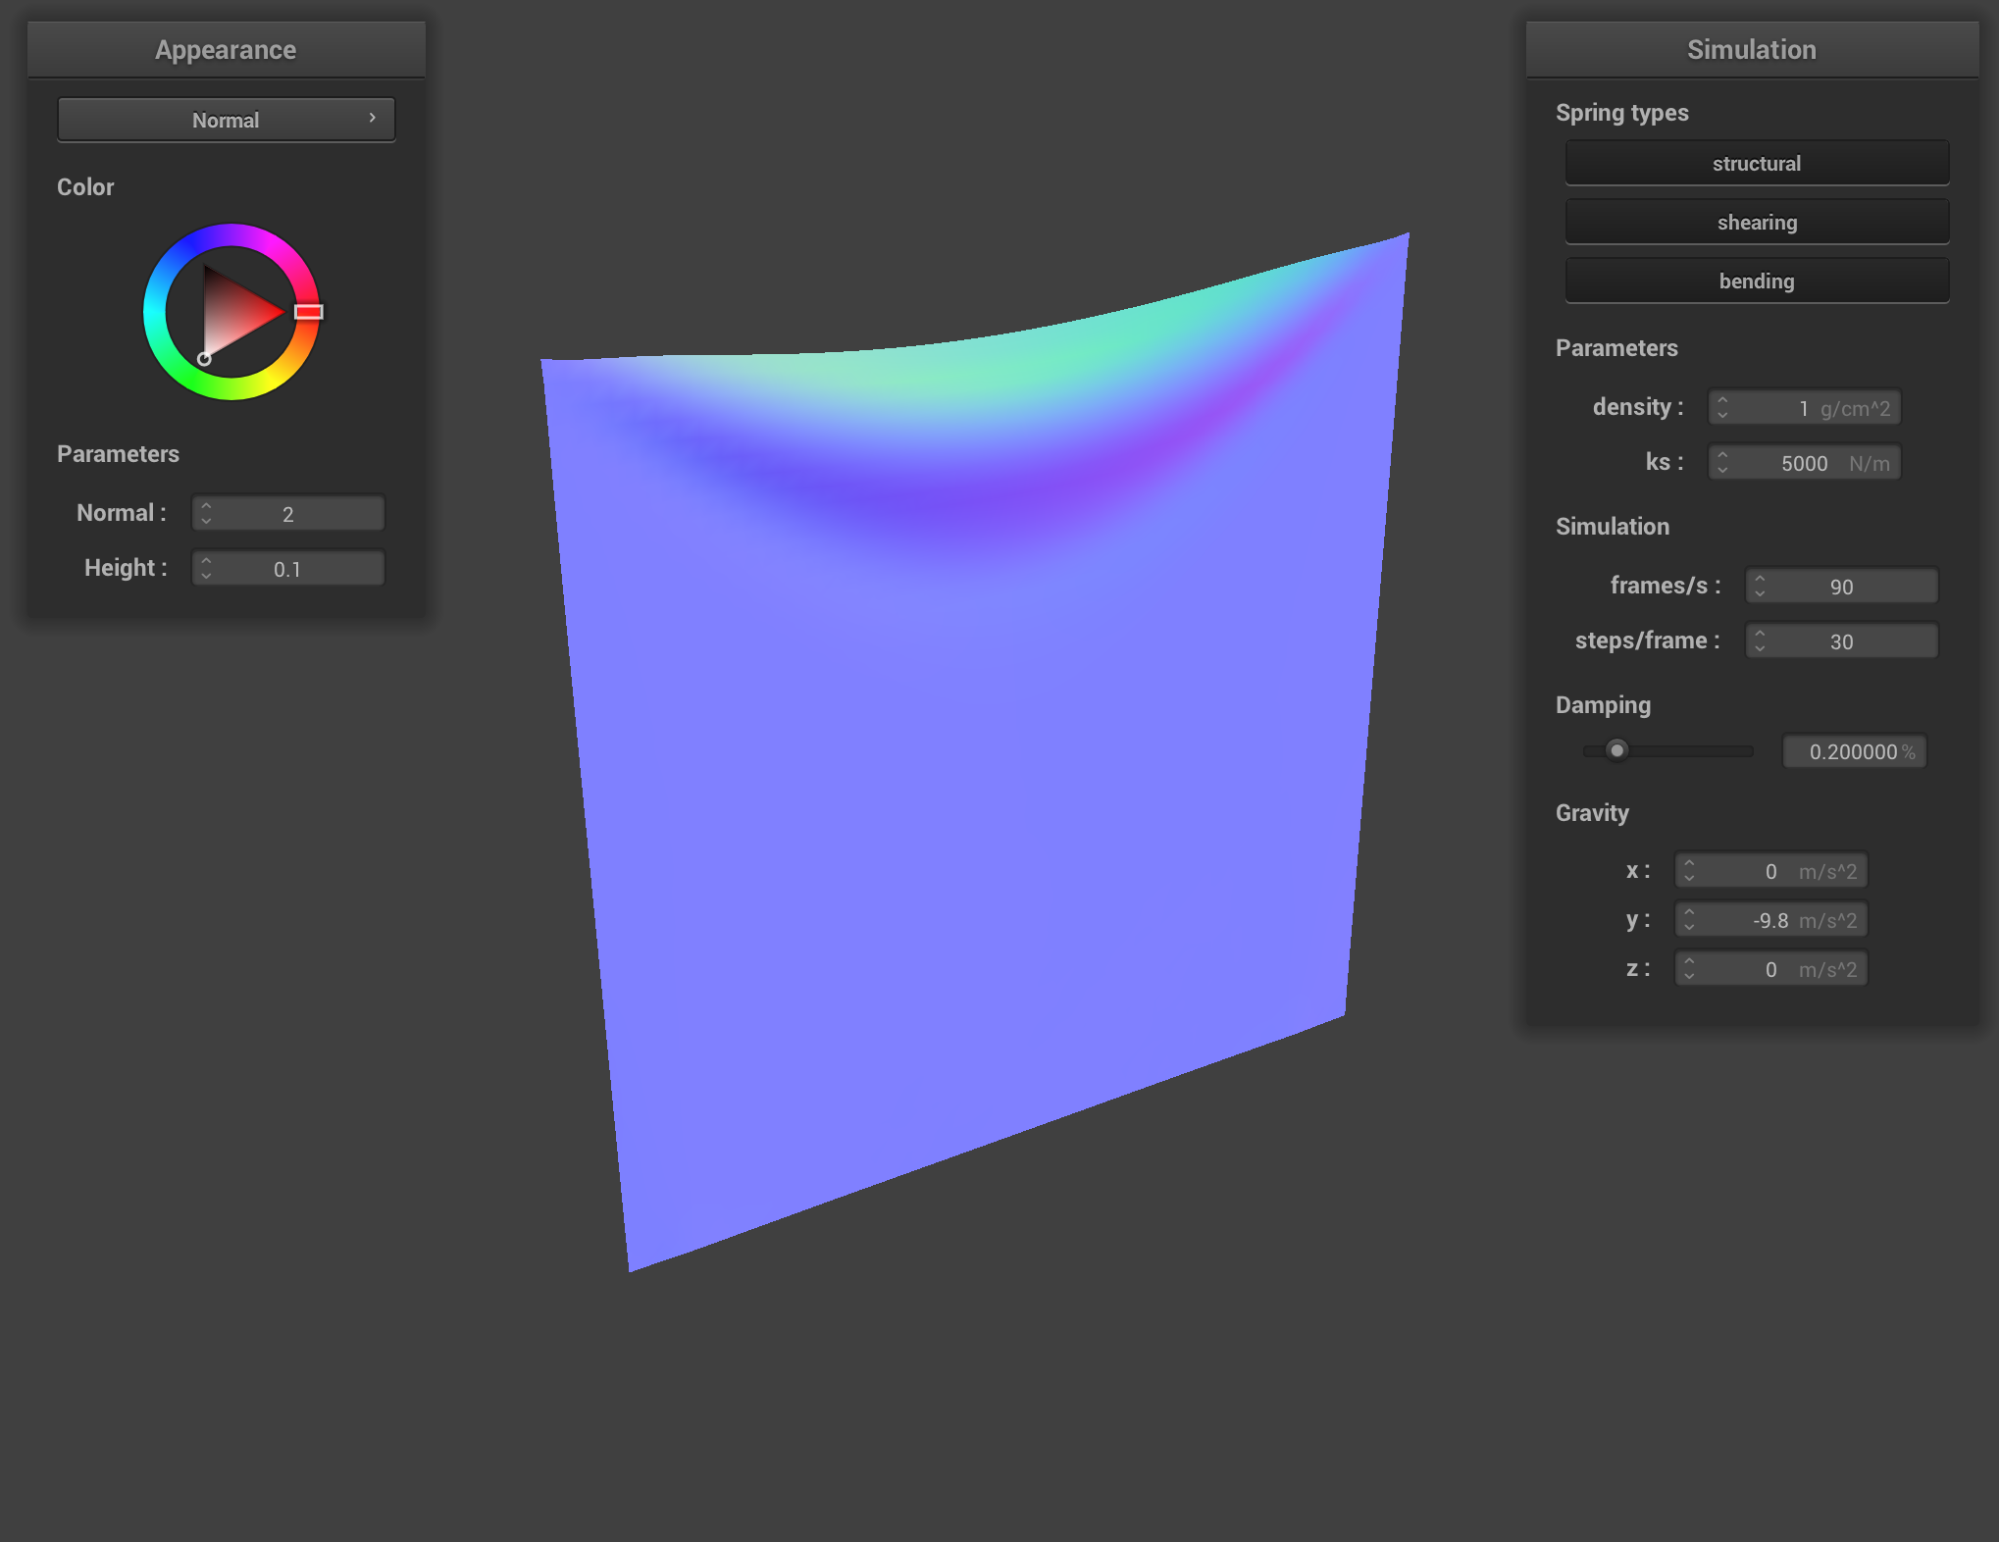 Appearance
Normal
Color
Parameters
Normal : 2
Height : 0.1
Simulation
Spring types
structural
shearing
bending
Parameters
density : 1 g/cm^2
ks : 5000 N/m
Simulation
frames/s : 90
steps/frame : 30
Damping
0.200000 %
Gravity
x : 0 m/s^2
y : -9.8 m/s^2
z : 0 m/s^2